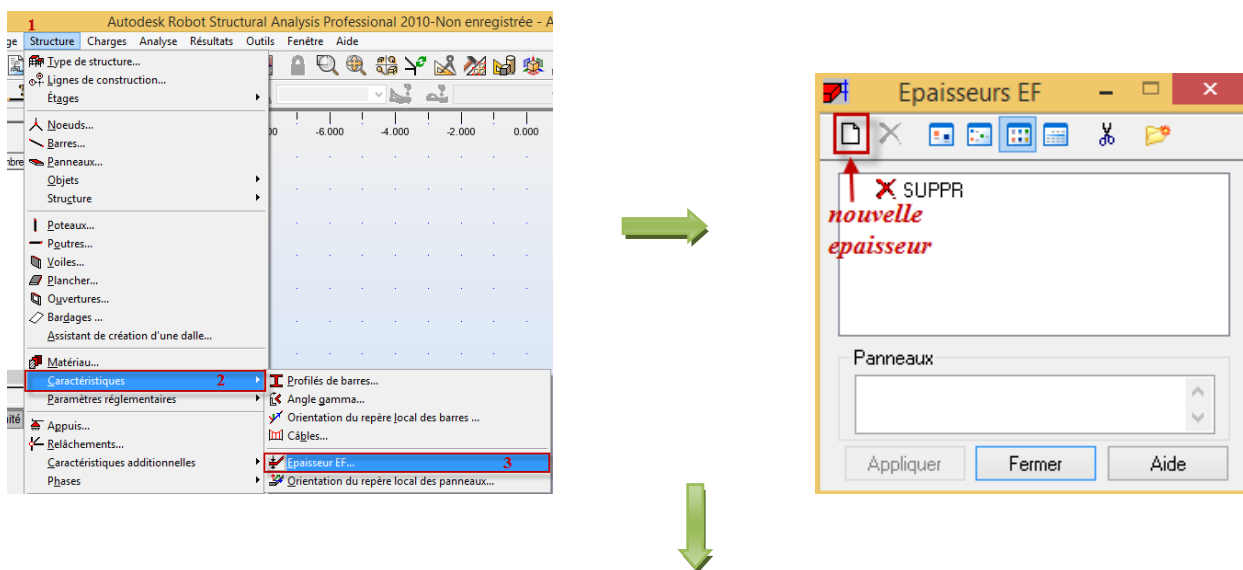 1
Autodesk Robot Structural Analysis Professional 2010-Non enregistrée - A
ge Structure Charges Analyse Résultats Outils Fenêtre Aide
Type de structure...
Lignes de construction...
Étages
Noeuds...
Barres...
Panneaux...
Objets
Structure
Poteaux...
Poutres...
Voiles...
Plancher...
Ouvertures...
Bardages ...
Assistant de création d'une dalle...
Matériau...
Caractéristiques 2
Paramètres réglementaires
Appuis...
Relâchements...
Caractéristiques additionnelles
Phases
00 -6.000 -4.000 -2.000 0.000
mbre
ité
Profilés de barres...
Angle gamma...
Orientation du repère local des barres ...
Câbles...
Epaisseur EF... 3
Orientation du repère local des panneaux...
Epaisseurs EF
SUPPR
nouvelle
epaisseur
Panneaux
Appliquer Fermer Aide